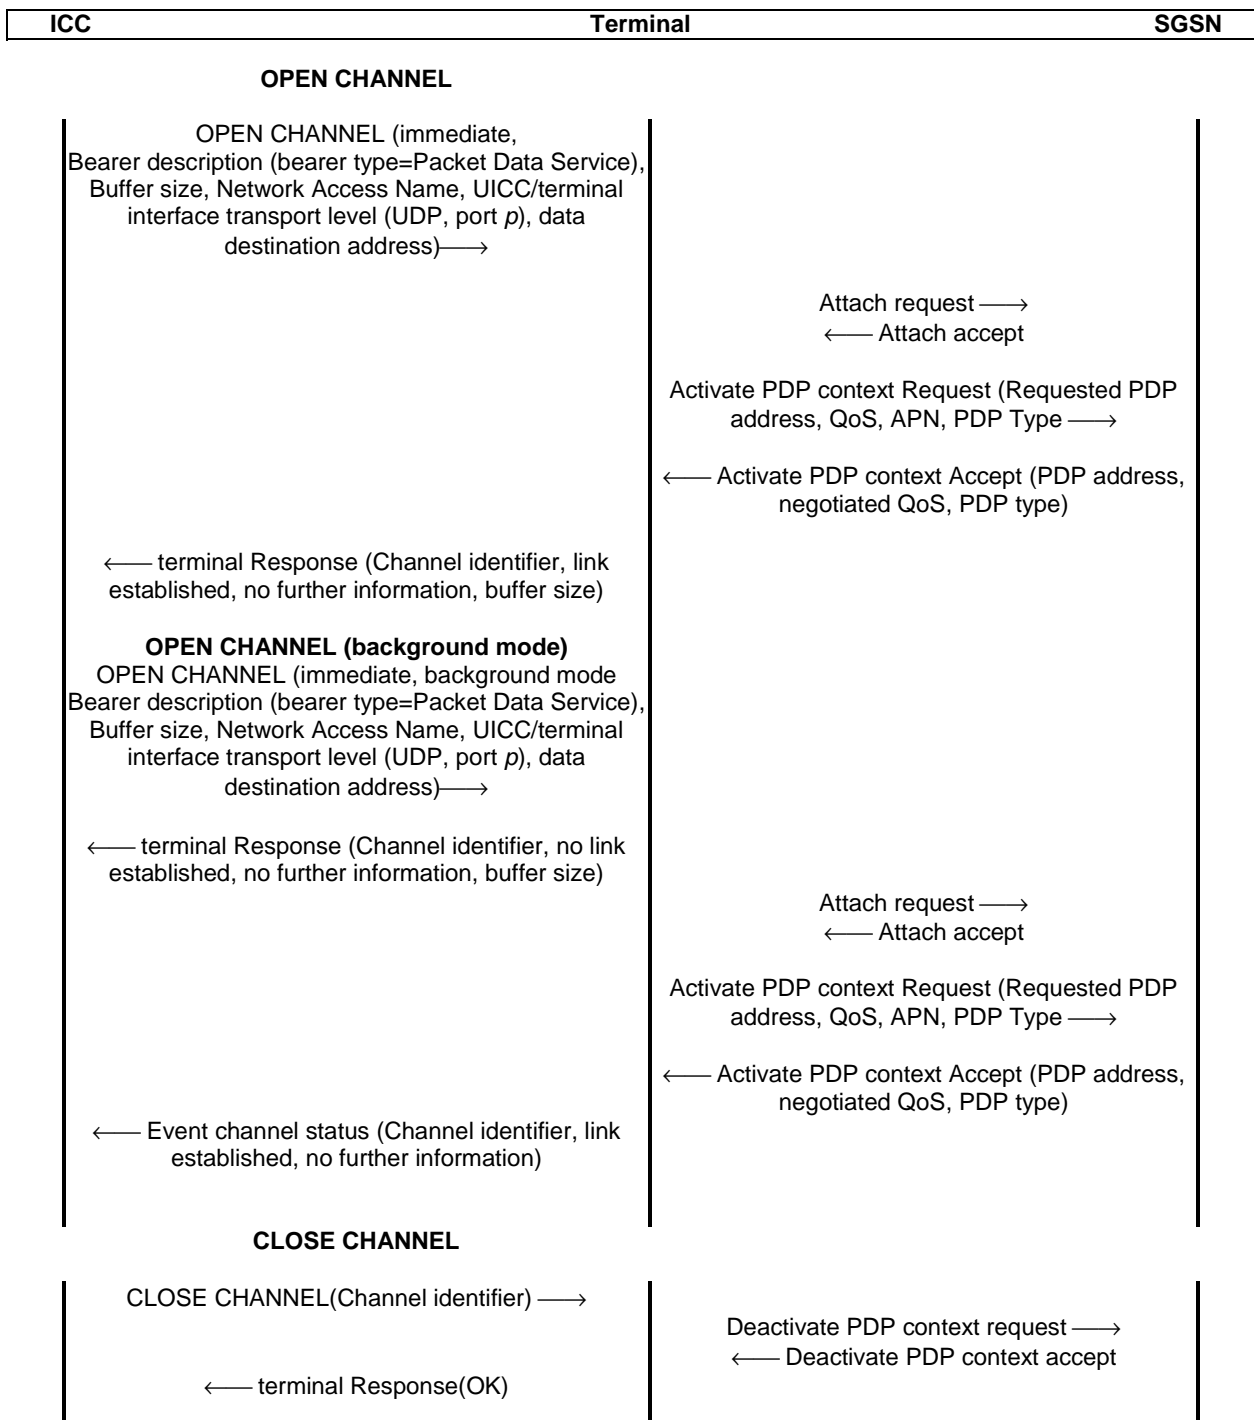 ICC Terminal SGSN
OPEN CHANNEL
OPEN CHANNEL (immediate,
Bearer description (bearer type=Packet Data Service),
Buffer size, Network Access Name, UICC/terminal
interface transport level (UDP, port p), data
destination address)⟶
Attach request ⟶
⟵ Attach accept
Activate PDP context Request (Requested PDP
address, QoS, APN, PDP Type ⟶
⟵ Activate PDP context Accept (PDP address,
negotiated QoS, PDP type)
⟵ terminal Response (Channel identifier, link
established, no further information, buffer size)
OPEN CHANNEL (background mode)
OPEN CHANNEL (immediate, background mode
Bearer description (bearer type=Packet Data Service),
Buffer size, Network Access Name, UICC/terminal
interface transport level (UDP, port p), data
destination address)⟶
⟵ terminal Response (Channel identifier, no link
established, no further information, buffer size)
Attach request ⟶
⟵ Attach accept
Activate PDP context Request (Requested PDP
address, QoS, APN, PDP Type ⟶
⟵ Activate PDP context Accept (PDP address,
negotiated QoS, PDP type)
⟵ Event channel status (Channel identifier, link
established, no further information)
CLOSE CHANNEL
CLOSE CHANNEL(Channel identifier) ⟶
Deactivate PDP context request ⟶
⟵ Deactivate PDP context accept
⟵ terminal Response(OK)